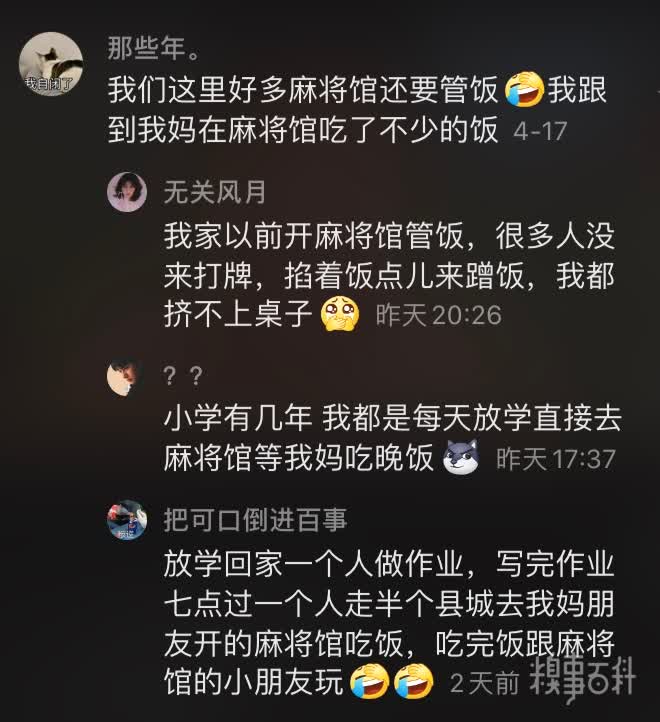 那些年。
我们这里好多麻将馆还要管饭🤣我跟
到我妈在麻将馆吃了不少的饭 4-17
我自闭了
无关风月
我家以前开麻将馆管饭，很多人没
来打牌，掐着饭点儿来蹭饭，我都
挤不上桌子🥺 昨天20:26
？？
小学有几年 我都是每天放学直接去
麻将馆等我妈吃晚饭🐺 昨天17:37
把可口倒进百事
放学回家一个人做作业，写完作业
七点过一个人走半个县城去我妈朋
友开的麻将馆吃饭，吃完饭跟麻将
馆的小朋友玩🤣🤣 2天前
糗事百科